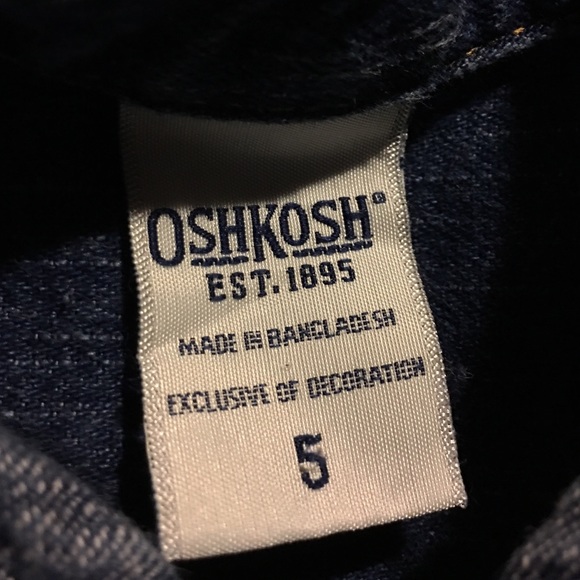 OSHKOSH®
EST. 1895
MADE IN BANGLADESH
EXCLUSIVE OF DECORATION
5